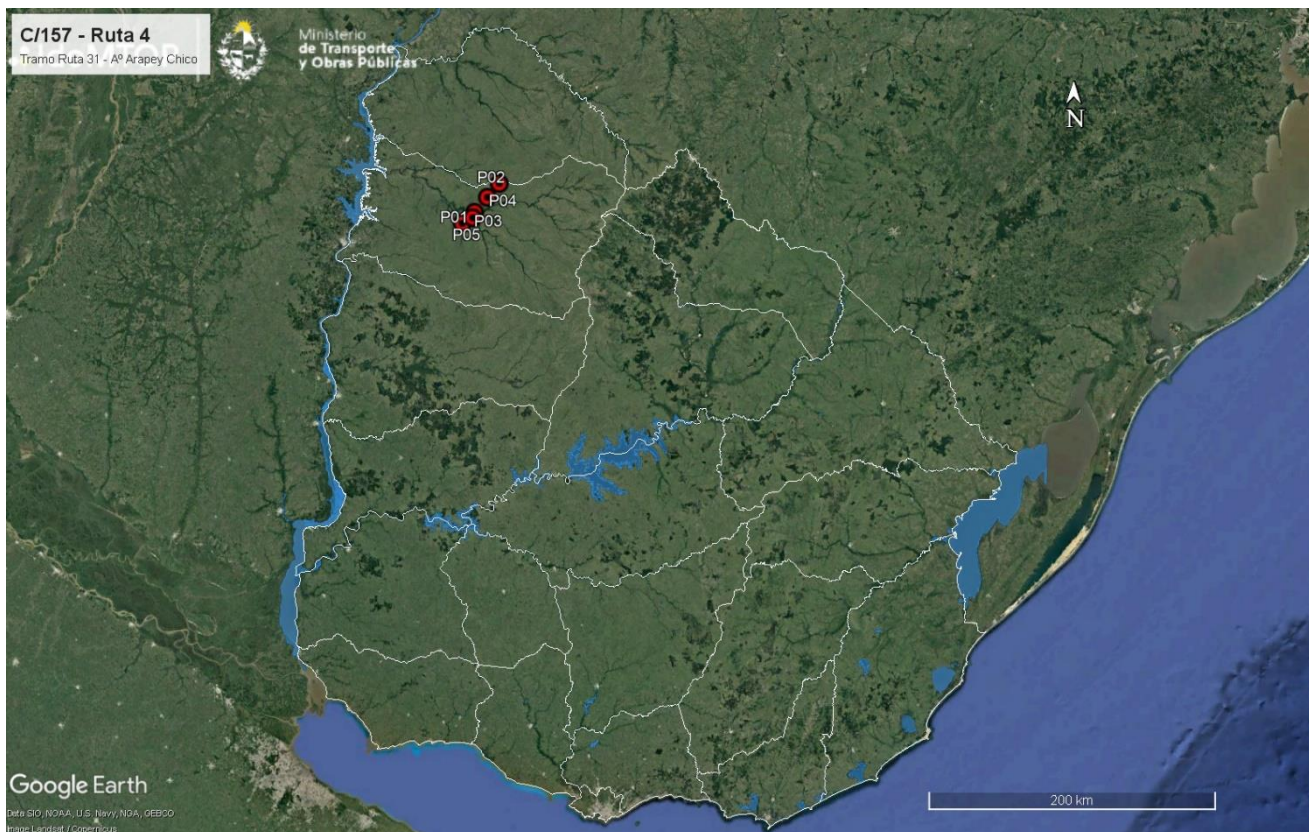 C/157 - Ruta 4
Tramo Ruta 31 - Aº Arapey Chico
Ministerio
de Transporte
y Obras Públicas
N
P02
P04
P01
P03
P05
200 km
Google Earth
Data SIO, NOAA, U.S. Navy, NGA, GEBCO
Image Landsat / Copernicus